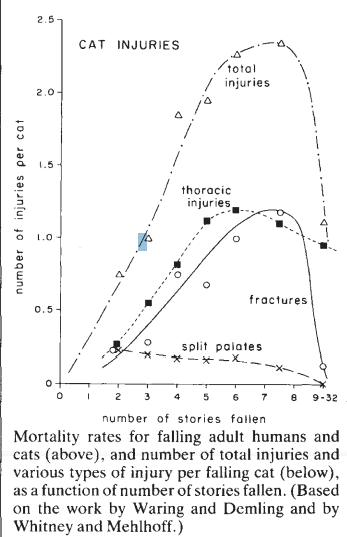 CAT INJURIES
2.5
2.0
1.5
1.0
0.5
0
number of injuries per cat
total
injuries
thoracic
injuries
fractures
split palates
0 1 2 3 4 5 6 7 8 9-32
number of stories fallen
Mortality rates for falling adult humans and
cats (above), and number of total injuries and
various types of injury per falling cat (below),
as a function of number of stories fallen. (Based
on the work by Waring and Demling and by
Whitney and Mehlhoff.)